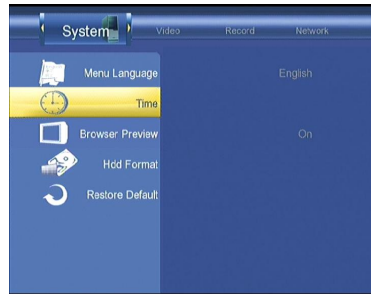 System Video Record Network
Menu Language English
Time
Browser Preview On
Hdd Format
Restore Default